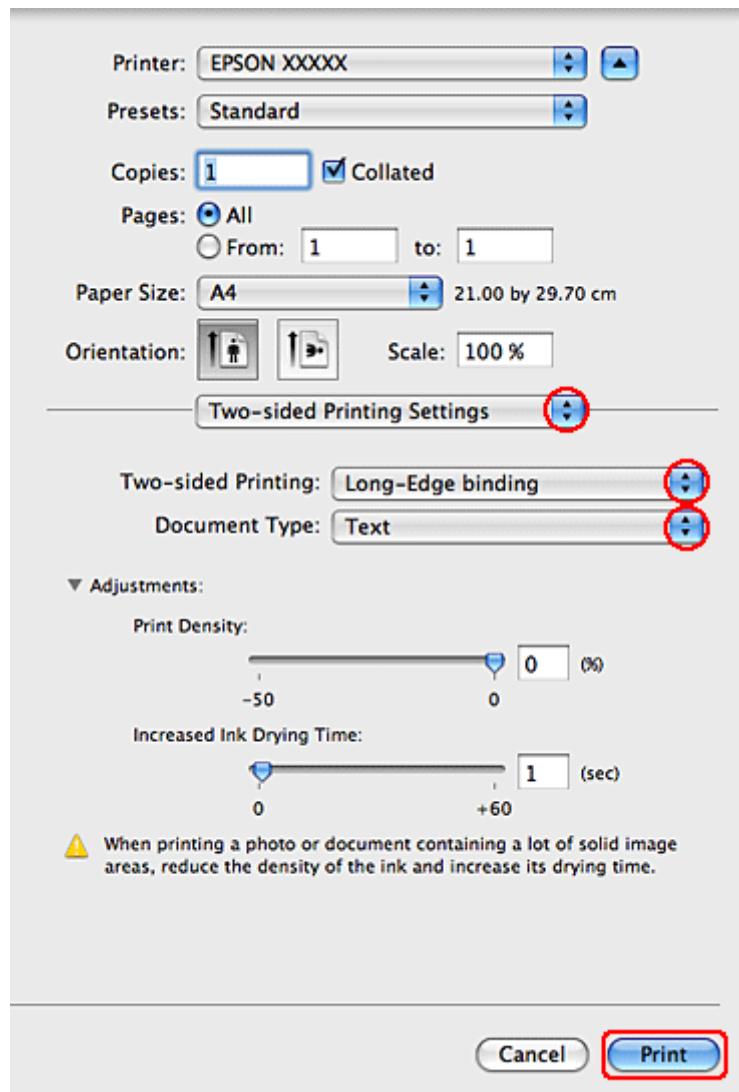 Printer: EPSON XXXXX
Presets: Standard
Copies: 1 Collated
Pages: All
From: 1 to: 1
Paper Size: A4 21.00 by 29.70 cm
Orientation: Scale: 100 %
Two-sided Printing Settings
Two-sided Printing: Long-Edge binding
Document Type: Text
Adjustments:
Print Density:
0 (%)
-50 0
Increased Ink Drying Time:
1 (sec)
0 +60
When printing a photo or document containing a lot of solid image
areas, reduce the density of the ink and increase its drying time.
Cancel Print